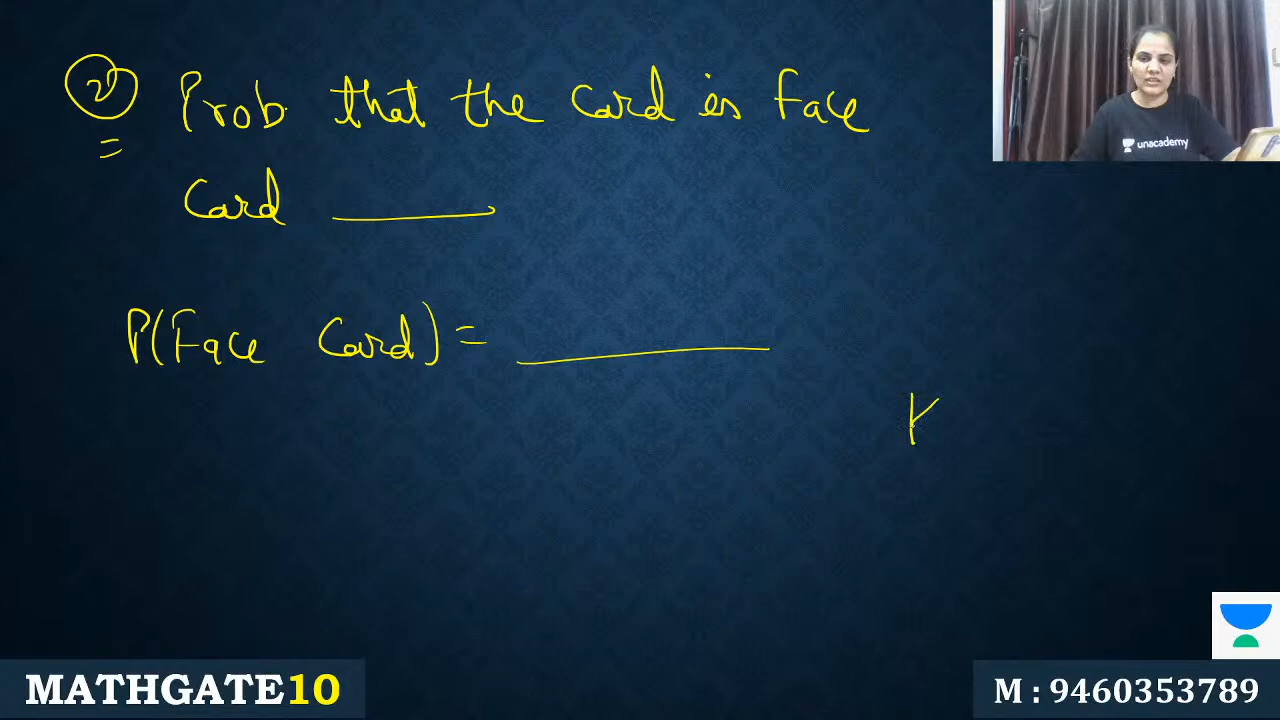 2) Prob. that the card is face
Card ______
P(Face Card) = ______
K
unacademy
MATHGATE10
M : 9460353789